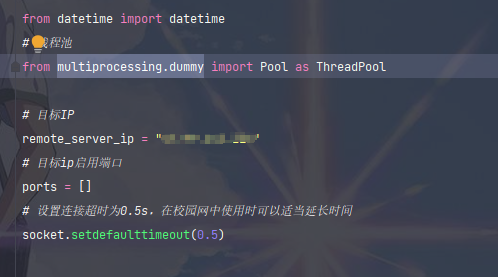 from datetime import datetime
# 程池
from multiprocessing.dummy import Pool as ThreadPool
# 目标IP
remote_server_ip = " "
# 目标ip启用端口
ports = []
# 设置连接超时为0.5s，在校园网中使用时可以适当延长时间
socket.setdefaulttimeout(0.5)